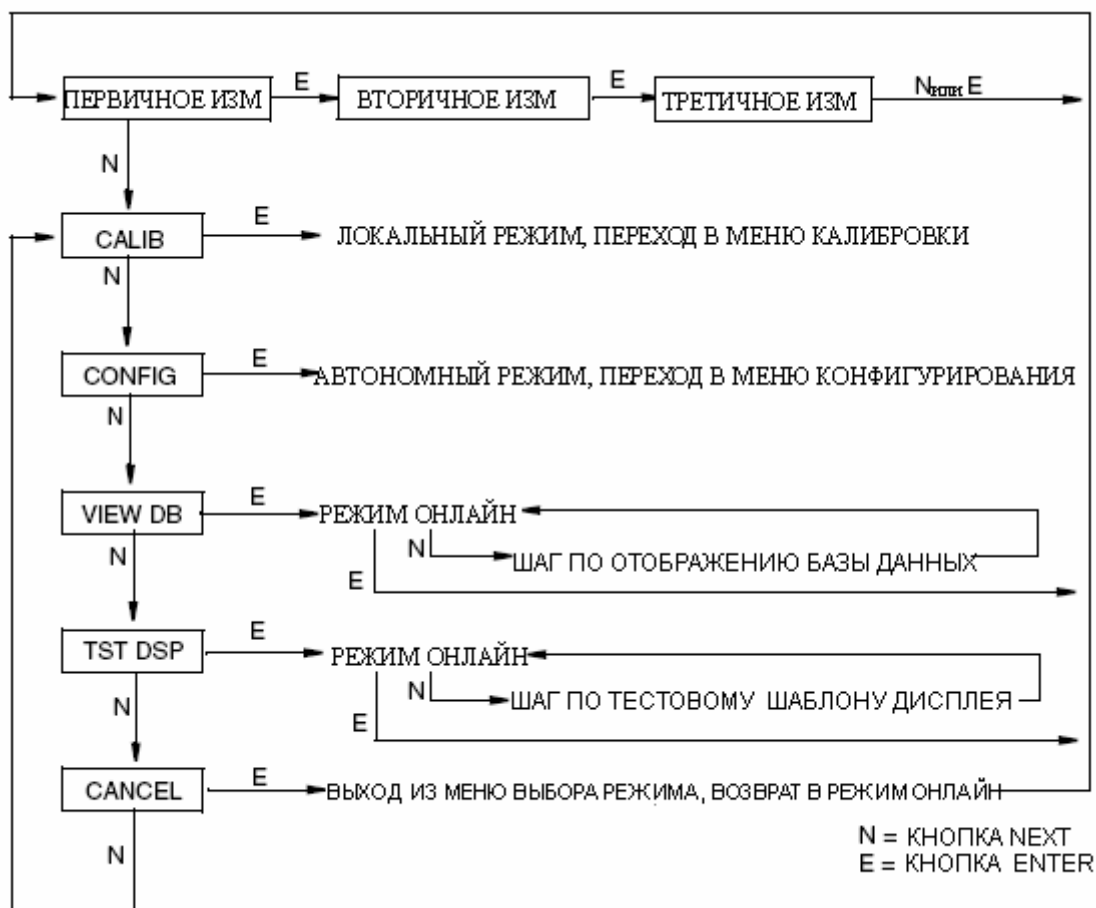 ПЕРВИЧНОЕ ИЗМ E ВТОРИЧНОЕ ИЗМ E ТРЕТИЧНОЕ ИЗМ N или E
N
CALIB E ЛОКАЛЬНЫЙ РЕЖИМ, ПЕРЕХОД В МЕНЮ КАЛИБРОВКИ
N
CONFIG E АВТОНОМНЫЙ РЕЖИМ, ПЕРЕХОД В МЕНЮ КОНФИГУРИРОВАНИЯ
N
VIEW DB E РЕЖИМ ОНЛАЙН
N ШАГ ПО ОТОБРАЖЕНИЮ БАЗЫ ДАННЫХ
N E
TST DSP E РЕЖИМ ОНЛАЙН
N ШАГ ПО ТЕСТОВОМУ ШАБЛОНУ ДИСПЛЕЯ
N E
CANCEL E ВЫХОД ИЗ МЕНЮ ВЫБОРА РЕЖИМА, ВОЗВРАТ В РЕЖИМ ОНЛАЙН
N
N = КНОПКА NEXT
E = КНОПКА ENTER